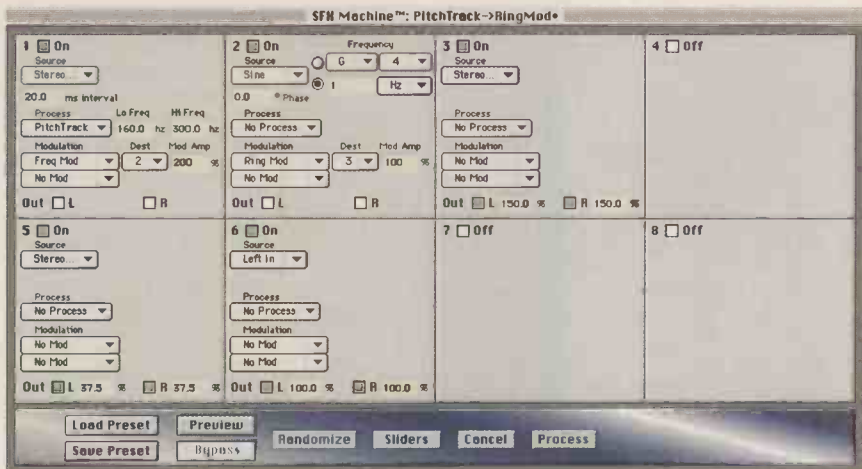 SFX Machine™: PitchTrack->RingMod•
1 On
Source
Stereo...
20.0 ms Interval
Process Lo Freq Hi Freq
PitchTrack 160.0 hz 300.0 hz
Modulation Dest Mod Amp
Freq Mod 2 200 %
No Mod
Out L R
2 On Frequency
Source G 4
Sine 1 Hz
0.0 ° Phase
Process
No Process
Modulation Dest Mod Amp
Ring Mod 3 100 %
No Mod
Out L R
3 On
Source
Stereo...
Process
No Process
Modulation
No Mod
No Mod
Out L 150.0 % R 150.0 %
4 Off
5 On
Source
Stereo...
Process
No Process
Modulation
No Mod
No Mod
Out L 37.5 % R 37.5 %
6 On
Source
Left In
Process
No Process
Modulation
No Mod
No Mod
Out L 100.0 % R 100.0 %
7 Off
8 Off
Load Preset Preview
Randomize Sliders Cancel Process
Save Preset Bypass